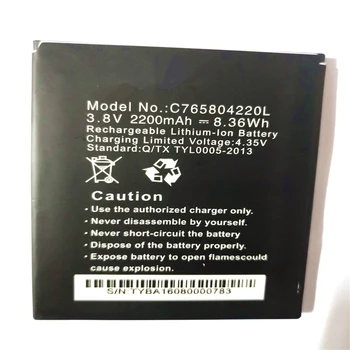 Model No.:C765804220L
3.8V 2200mAh⎓8.36Wh
Rechargeable Lithium-Ion Battery
Charging Limited Voltage:4.35V
Standard:Q/TX TYL0005-2013
Caution
• Use the authorized charger only.
• Never disassembly by yourself.
• Never short-circuit the battery
• Dispose of the battery properly.
• Expose battery to open flamescould
cause explosion.
S/N:TYBA16080000783